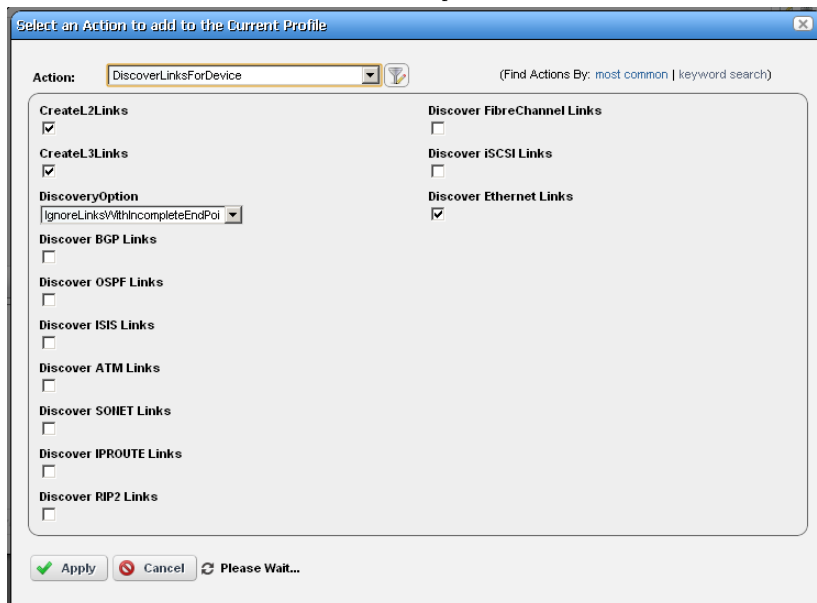 Select an Action to add to the Current Profile
Action: DiscoverLinksForDevice (Find Actions By: most common | keyword search)
CreateL2Links
CreateL3Links
DiscoveryOption
IgnoreLinksWithIncompleteEndPoi
Discover BGP Links
Discover OSPF Links
Discover ISIS Links
Discover ATM Links
Discover SONET Links
Discover IPROUTE Links
Discover RIP2 Links
Discover FibreChannel Links
Discover iSCSI Links
Discover Ethernet Links
Apply Cancel Please Wait...